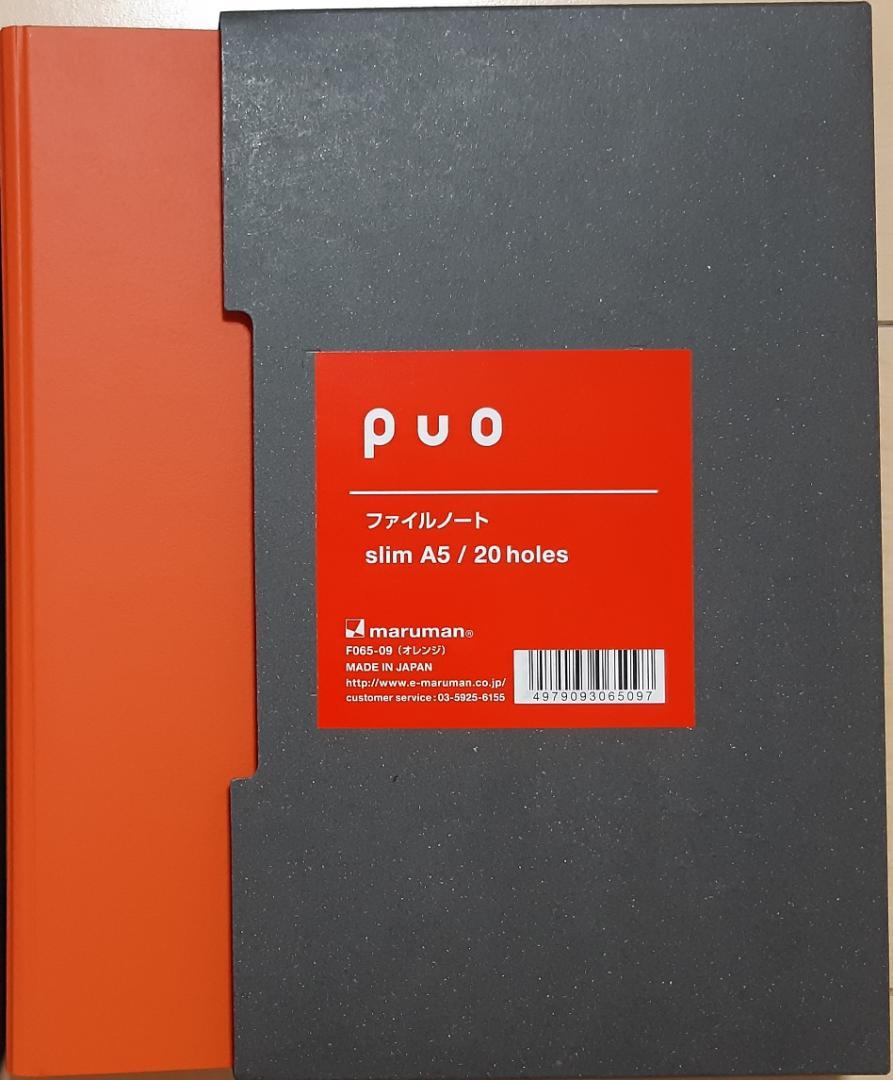 puo
ファイルノート
slim A5 / 20 holes
maruman®
F065-09（オレンジ）
MADE IN JAPAN
http://www.e-maruman.co.jp/
customer service : 03-5925-6155
4979093065097